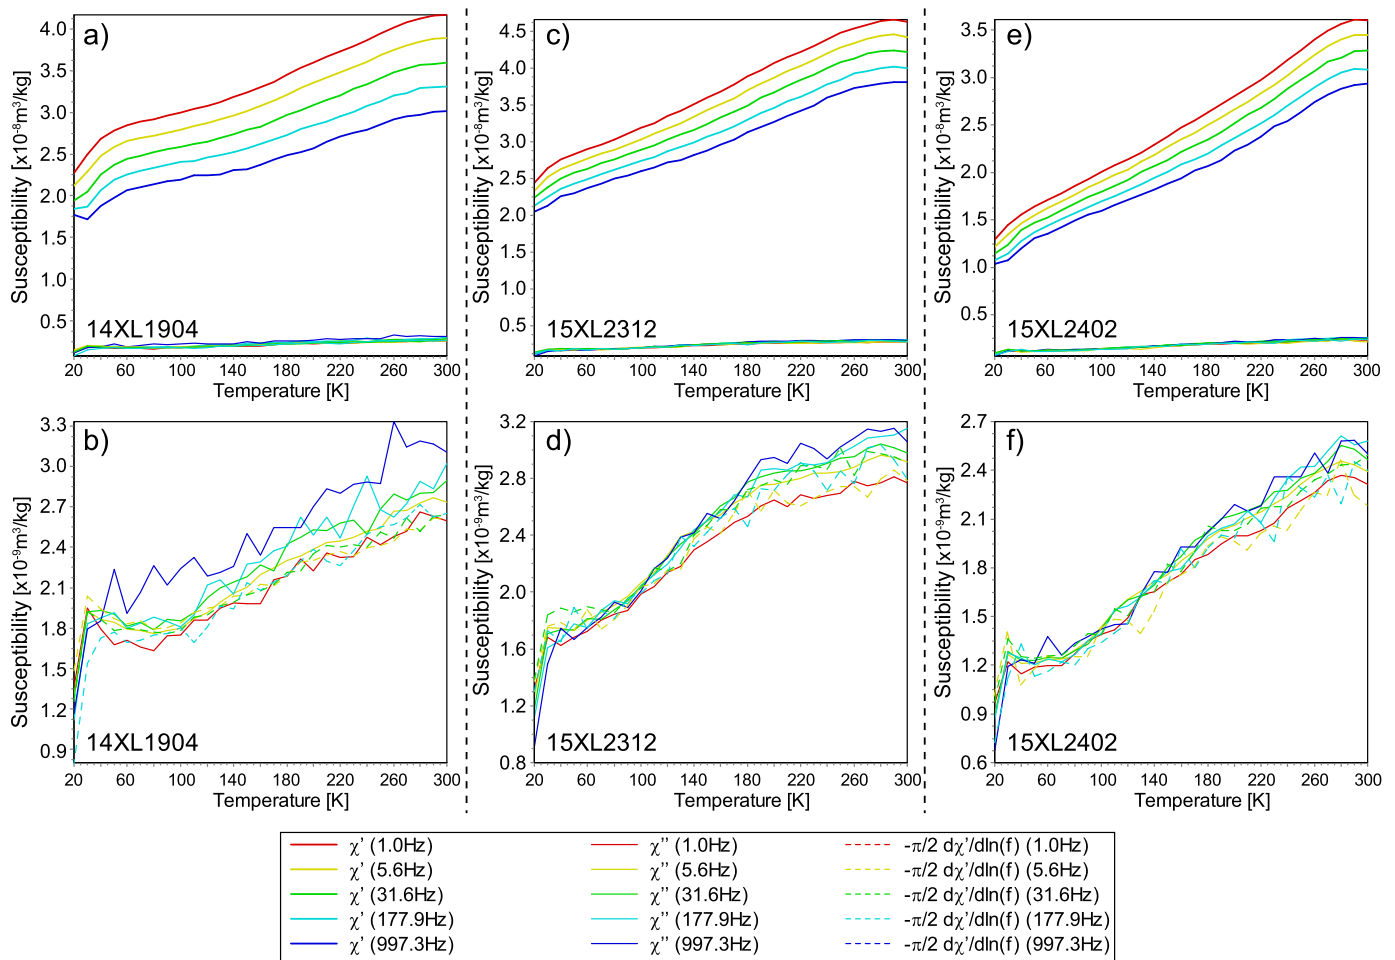 a)
Susceptibility [x10⁻⁸m³/kg]
4.0
3.5
3.0
2.5
2.0
1.5
1.0
0.5
14XL1904
20 60 100 140 180 220 260 300
Temperature [K]
c)
Susceptibility [x10⁻⁸m³/kg]
4.5
4.0
3.5
3.0
2.5
2.0
1.5
1.0
0.5
15XL2312
20 60 100 140 180 220 260 300
Temperature [K]
e)
Susceptibility [x10⁻⁸m³/kg]
3.5
3.0
2.5
2.0
1.5
1.0
0.5
15XL2402
20 60 100 140 180 220 260 300
Temperature [K]
b)
Susceptibility [x10⁻⁹m³/kg]
3.3
3.0
2.7
2.4
2.1
1.8
1.5
1.2
0.9
14XL1904
20 60 100 140 180 220 260 300
Temperature [K]
d)
Susceptibility [x10⁻⁹m³/kg]
3.2
2.8
2.4
2.0
1.6
1.2
0.8
15XL2312
20 60 100 140 180 220 260 300
Temperature [K]
f)
Susceptibility [x10⁻⁹m³/kg]
2.7
2.4
2.1
1.8
1.5
1.2
0.9
0.6
15XL2402
20 60 100 140 180 220 260 300
Temperature [K]
χ' (1.0Hz) χ'' (1.0Hz) -π/2 dχ'/dln(f) (1.0Hz)
χ' (5.6Hz) χ'' (5.6Hz) -π/2 dχ'/dln(f) (5.6Hz)
χ' (31.6Hz) χ'' (31.6Hz) -π/2 dχ'/dln(f) (31.6Hz)
χ' (177.9Hz) χ'' (177.9Hz) -π/2 dχ'/dln(f) (177.9Hz)
χ' (997.3Hz) χ'' (997.3Hz) -π/2 dχ'/dln(f) (997.3Hz)